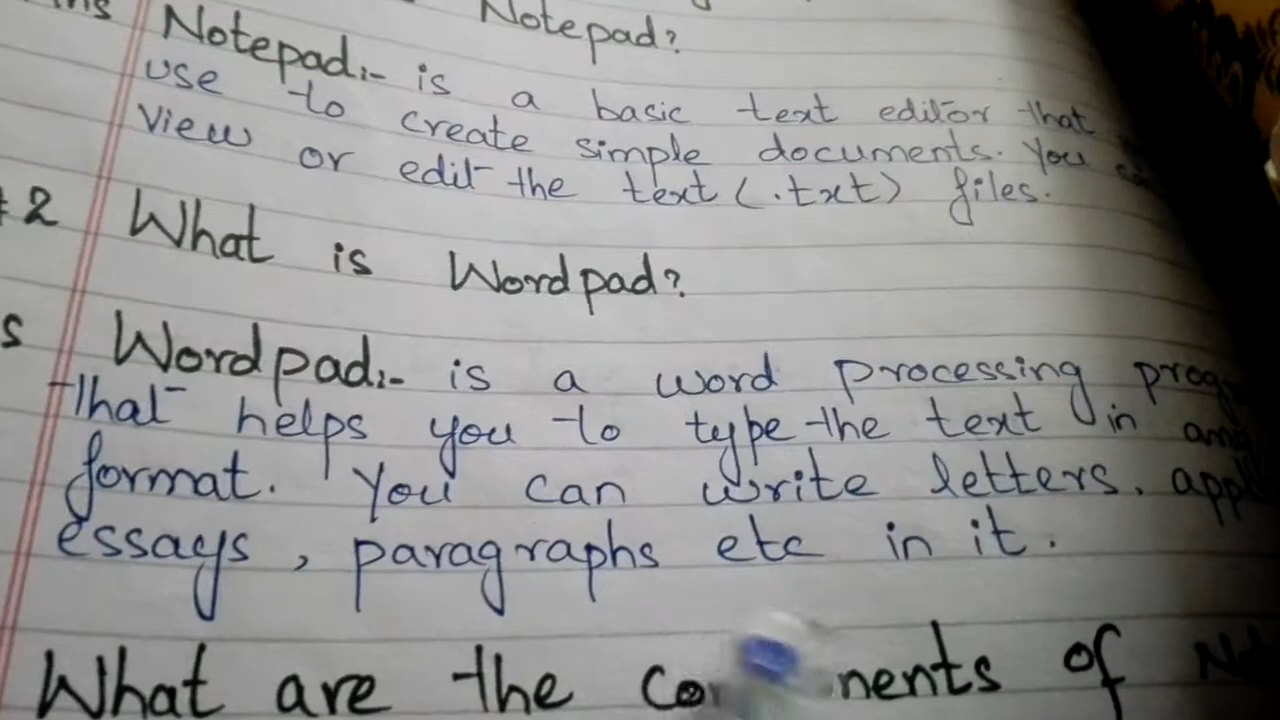 Notepad?
Notepad:- is a basic text editor that
use to create simple documents. You
view or edit the text (.txt) files.
2 What is Wordpad?
s Wordpad:- is a word processing
that helps you to type the text in
format. You can write letters,
essays, paragraphs etc in it.
What are the of